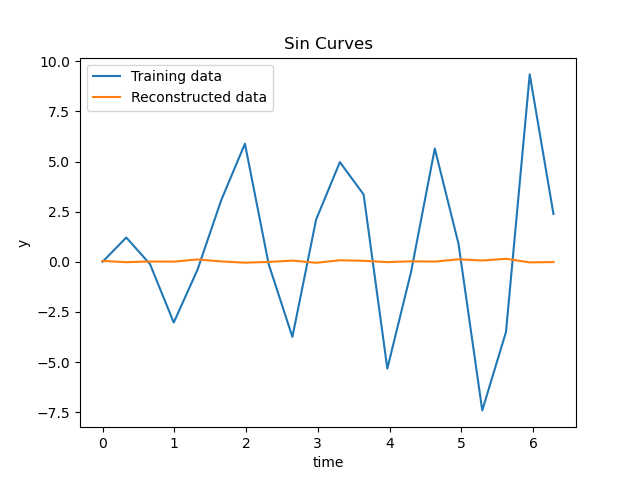 Sin Curves
Training data
Reconstructed data
10.0
7.5
5.0
2.5
0.0
−2.5
−5.0
−7.5
y
0 1 2 3 4 5 6
time